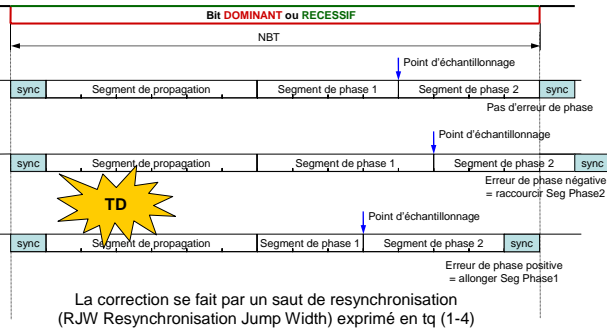 Bit DOMINANT ou RECESSIF
NBT
Point d'échantillonnage
sync Segment de propagation Segment de phase 1 Segment de phase 2 sync
Pas d'erreur de phase
Point d'échantillonnage
sync Segment de propagation Segment de phase 1 Segment de phase 2 sync
Erreur de phase négative
= raccourcir Seg Phase2
TD
Point d'échantillonnage
sync Segment de propagation Segment de phase 1 Segment de phase 2 sync
Erreur de phase positive
= allonger Seg Phase1
La correction se fait par un saut de resynchronisation
(RJW Resynchronisation Jump Width) exprimé en tq (1-4)